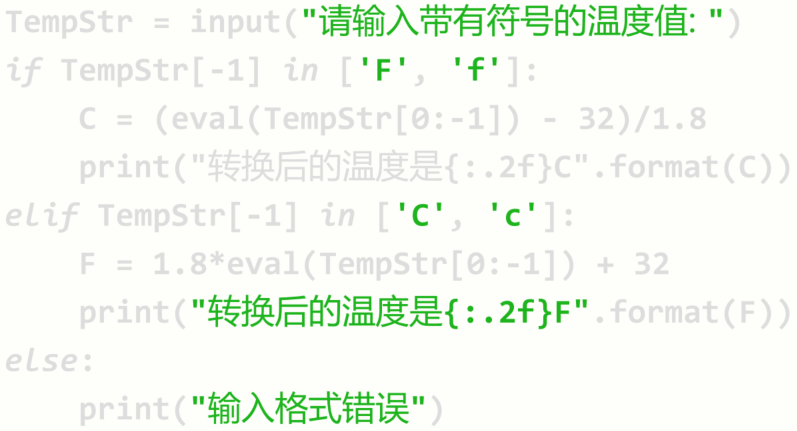 TempStr = input("请输入带有符号的温度值: ")
if TempStr[-1] in ['F', 'f']:
    C = (eval(TempStr[0:-1]) - 32)/1.8
    print("转换后的温度是{:.2f}C".format(C))
elif TempStr[-1] in ['C', 'c']:
    F = 1.8*eval(TempStr[0:-1]) + 32
    print("转换后的温度是{:.2f}F".format(F))
else:
    print("输入格式错误")